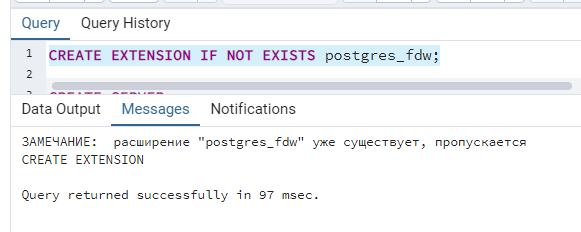 Query Query History
1 CREATE EXTENSION IF NOT EXISTS postgres_fdw;
2
Data Output Messages Notifications
ЗАМЕЧАНИЕ:  расширение "postgres_fdw" уже существует, пропускается
CREATE EXTENSION
Query returned successfully in 97 msec.